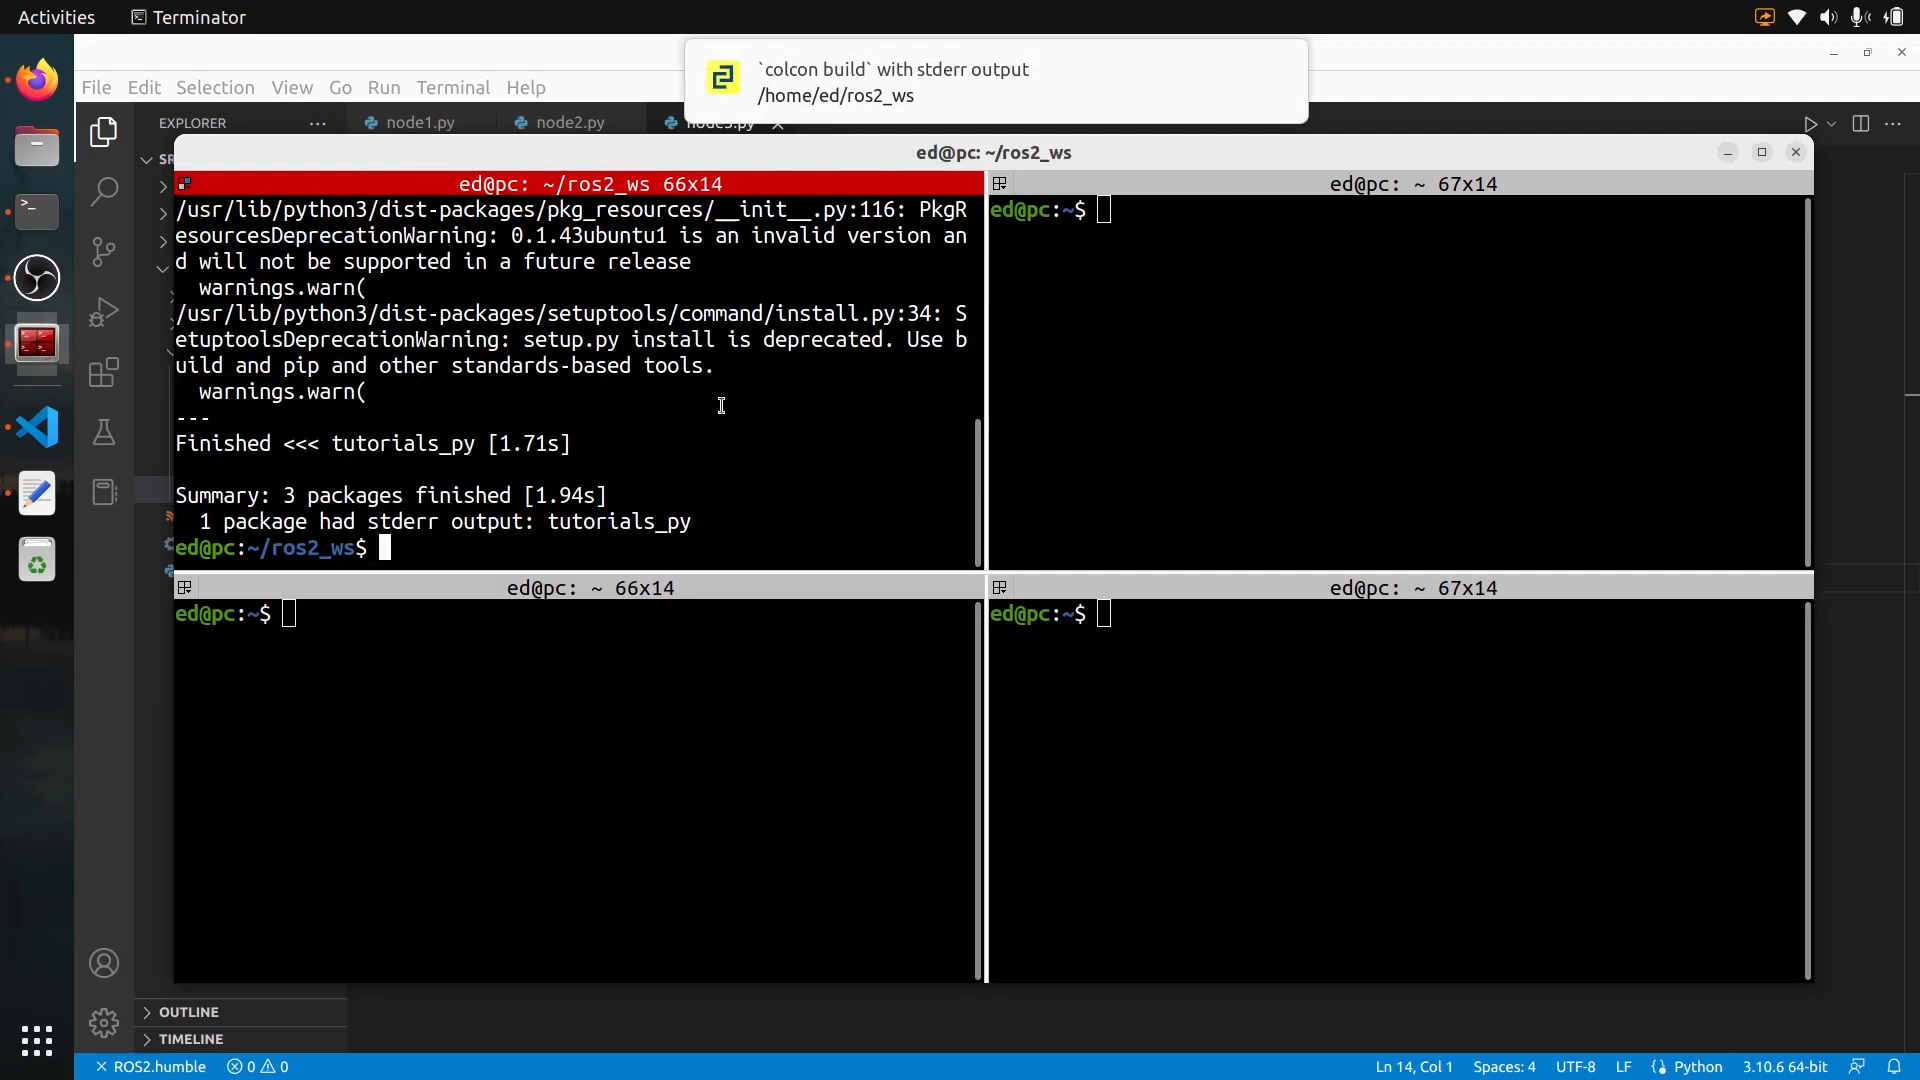 Activities
Terminator
`colcon build` with stderr output
/home/ed/ros2_ws
File Edit Selection View Go Run Terminal Help
EXPLORER
node1.py
node2.py
ed@pc: ~/ros2_ws
ed@pc: ~/ros2_ws 66x14
/usr/lib/python3/dist-packages/pkg_resources/__init__.py:116: PkgR
esourcesDeprecationWarning: 0.1.43ubuntu1 is an invalid version an
d will not be supported in a future release
warnings.warn(
/usr/lib/python3/dist-packages/setuptools/command/install.py:34: S
etuptoolsDeprecationWarning: setup.py install is deprecated. Use b
uild and pip and other standards-based tools.
warnings.warn(
---
Finished <<< tutorials_py [1.71s]
Summary: 3 packages finished [1.94s]
1 package had stderr output: tutorials_py
ed@pc:~/ros2_ws$
ed@pc: ~ 67x14
ed@pc:~$
ed@pc: ~ 66x14
ed@pc:~$
ed@pc: ~ 67x14
ed@pc:~$
OUTLINE
TIMELINE
ROS2.humble
0
0
Ln 14, Col 1
Spaces: 4
UTF-8
LF
Python
3.10.6 64-bit